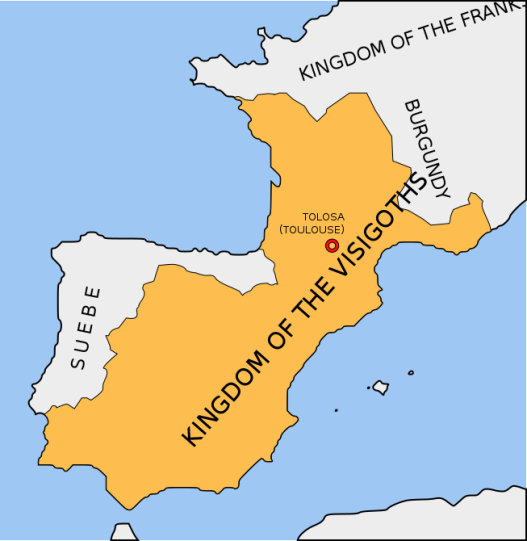 KINGDOM OF THE FRANK
BURGUNDY
TOLOSA
(TOULOUSE)
KINGDOM OF THE VISIGOTHS
SUEBE